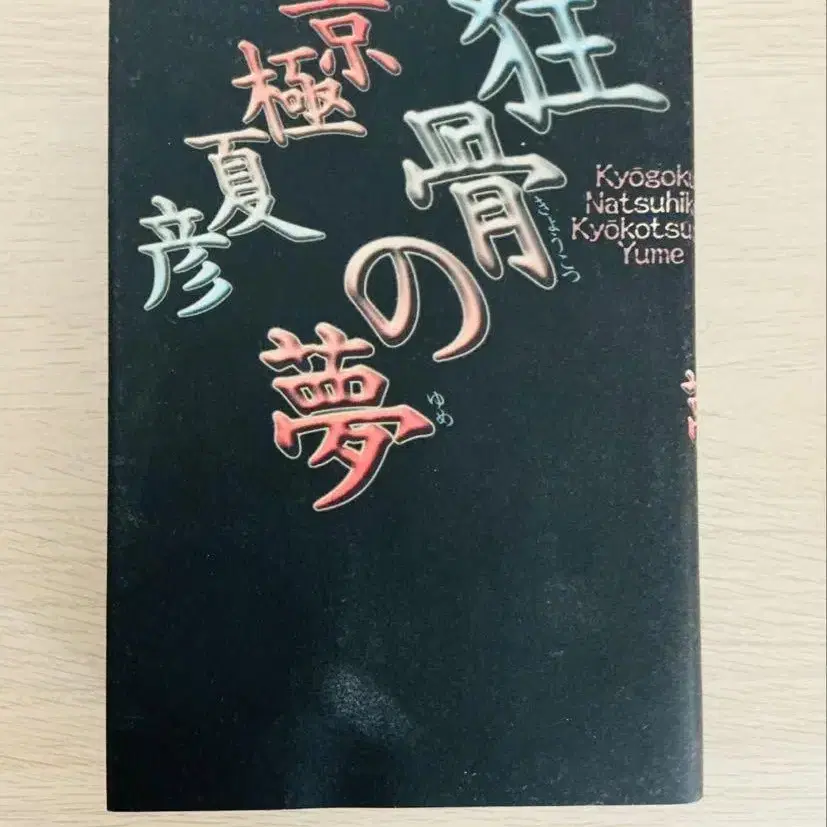 狂骨の夢
きょうこつ
ゆめ
京極夏彦
Kyōgoku
Natsuhik
Kyōkotsu
Yume
夢